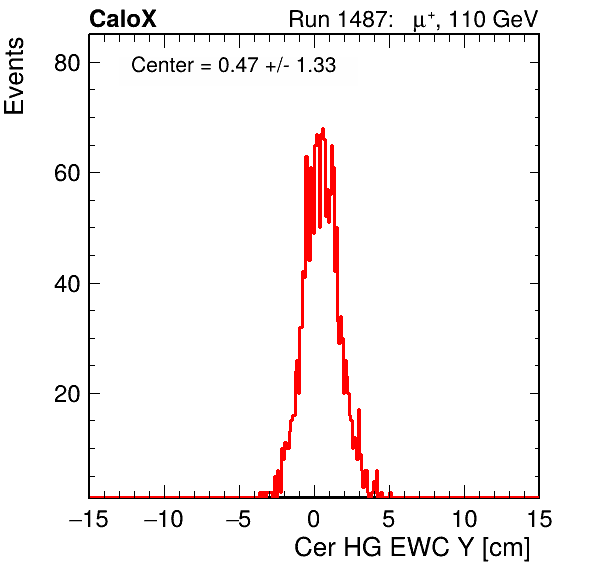 CaloX
Run 1487: μ⁺, 110 GeV
Events
Center = 0.47 +/- 1.33
80
60
40
20
−15 −10 −5 0 5 10 15
Cer HG EWC Y [cm]